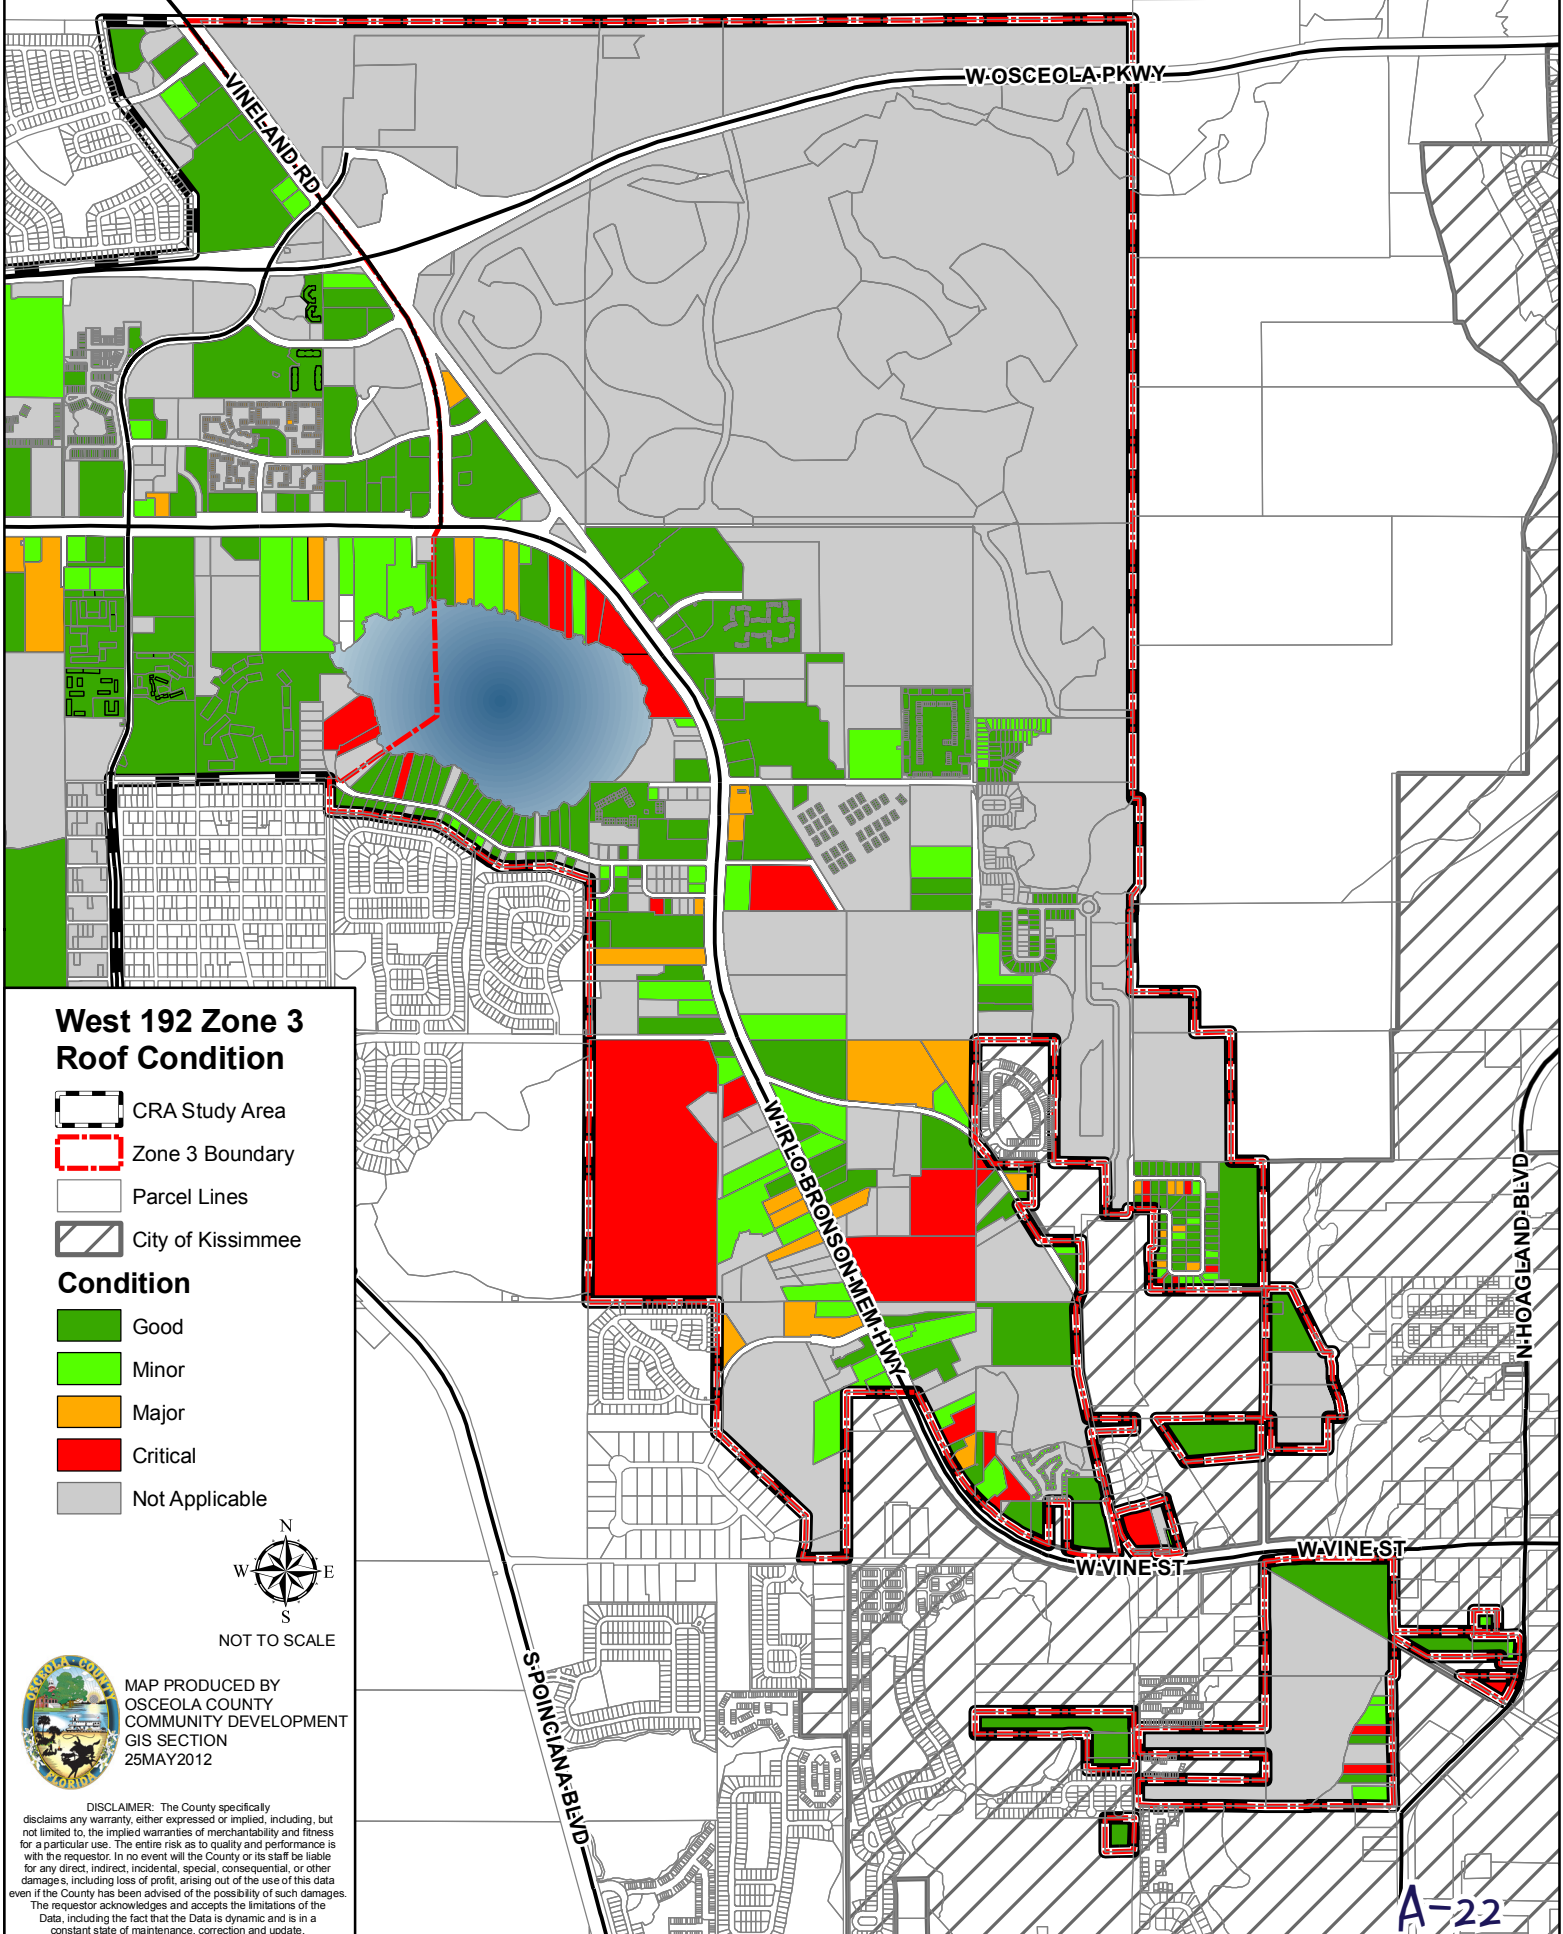 W OSCEOLA PKWY
VINELAND RD
West 192 Zone 3
Roof Condition
CRA Study Area
Zone 3 Boundary
Parcel Lines
City of Kissimmee
Condition
Good
Minor
Major
Critical
Not Applicable
N
W E
S
NOT TO SCALE
OSCEOLA COUNTY
FLORIDA
MAP PRODUCED BY
OSCEOLA COUNTY
COMMUNITY DEVELOPMENT
GIS SECTION
25MAY2012
DISCLAIMER: The County specifically
disclaims any warranty, either expressed or implied, including, but
not limited to, the implied warranties of merchantability and fitness
for a particular use. The entire risk as to quality and performance is
with the requestor. In no event will the County or its staff be liable
for any direct, indirect, incidental, special, consequential, or other
damages, including loss of profit, arising out of the use of this data
even if the County has been advised of the possibility of such damages.
The requestor acknowledges and accepts the limitations of the
Data, including the fact that the Data is dynamic and is in a
constant state of maintenance, correction and update.
W IRLO BRONSON MEM HWY
N HOAGLAND BLVD
W VINE ST
W VINE ST
S POINCIANA BLVD
A-22